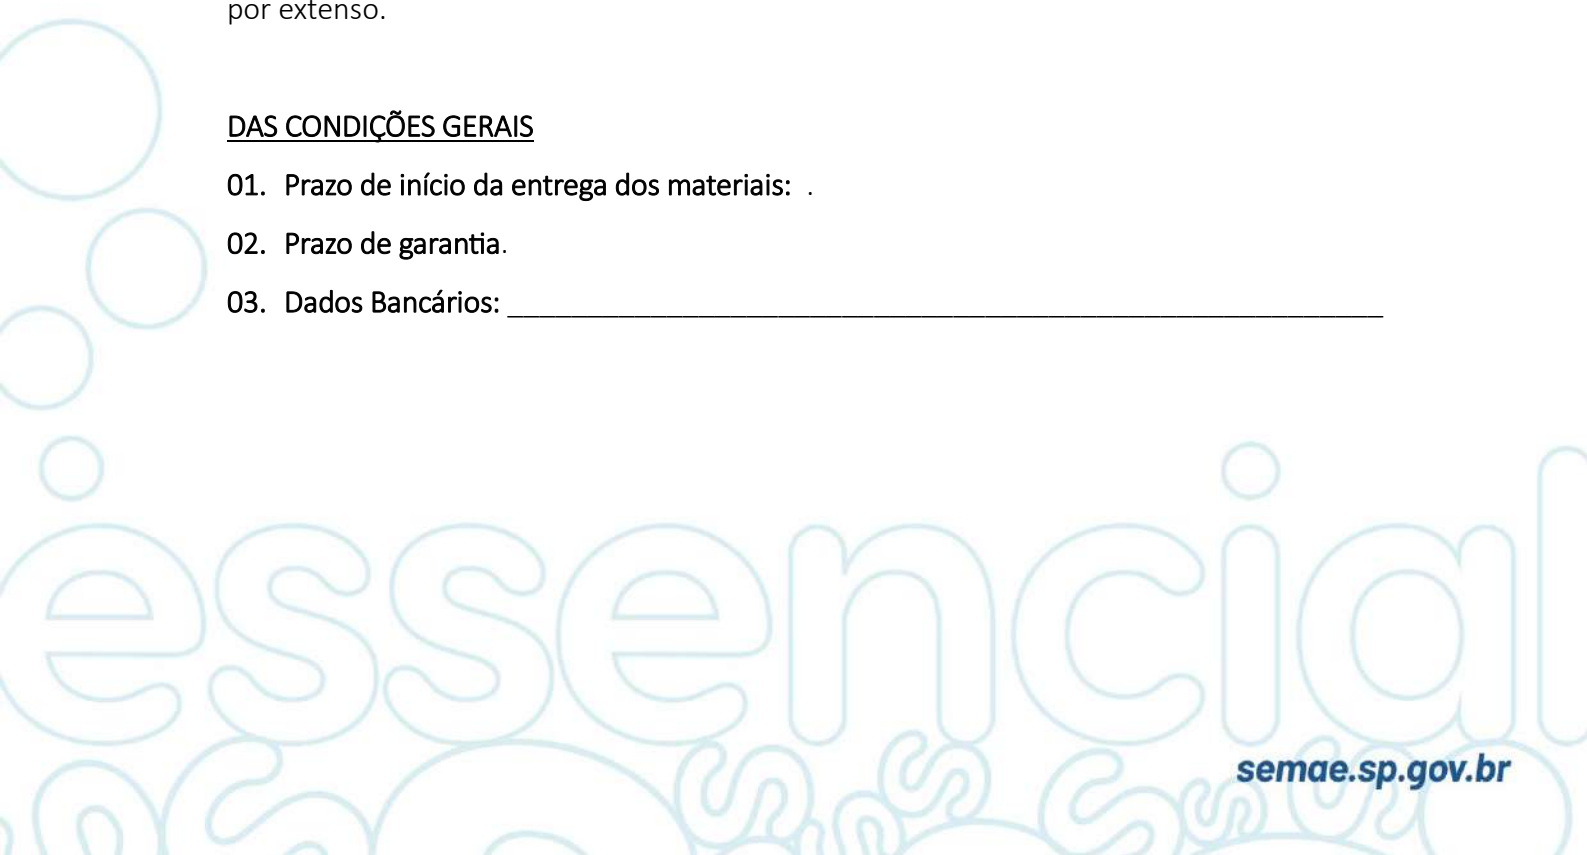 por extenso.
DAS CONDIÇÕES GERAIS
01. Prazo de início da entrega dos materiais: .
02. Prazo de garantia.
03. Dados Bancários: _______________________________________________________
essencial
semae.sp.gov.br